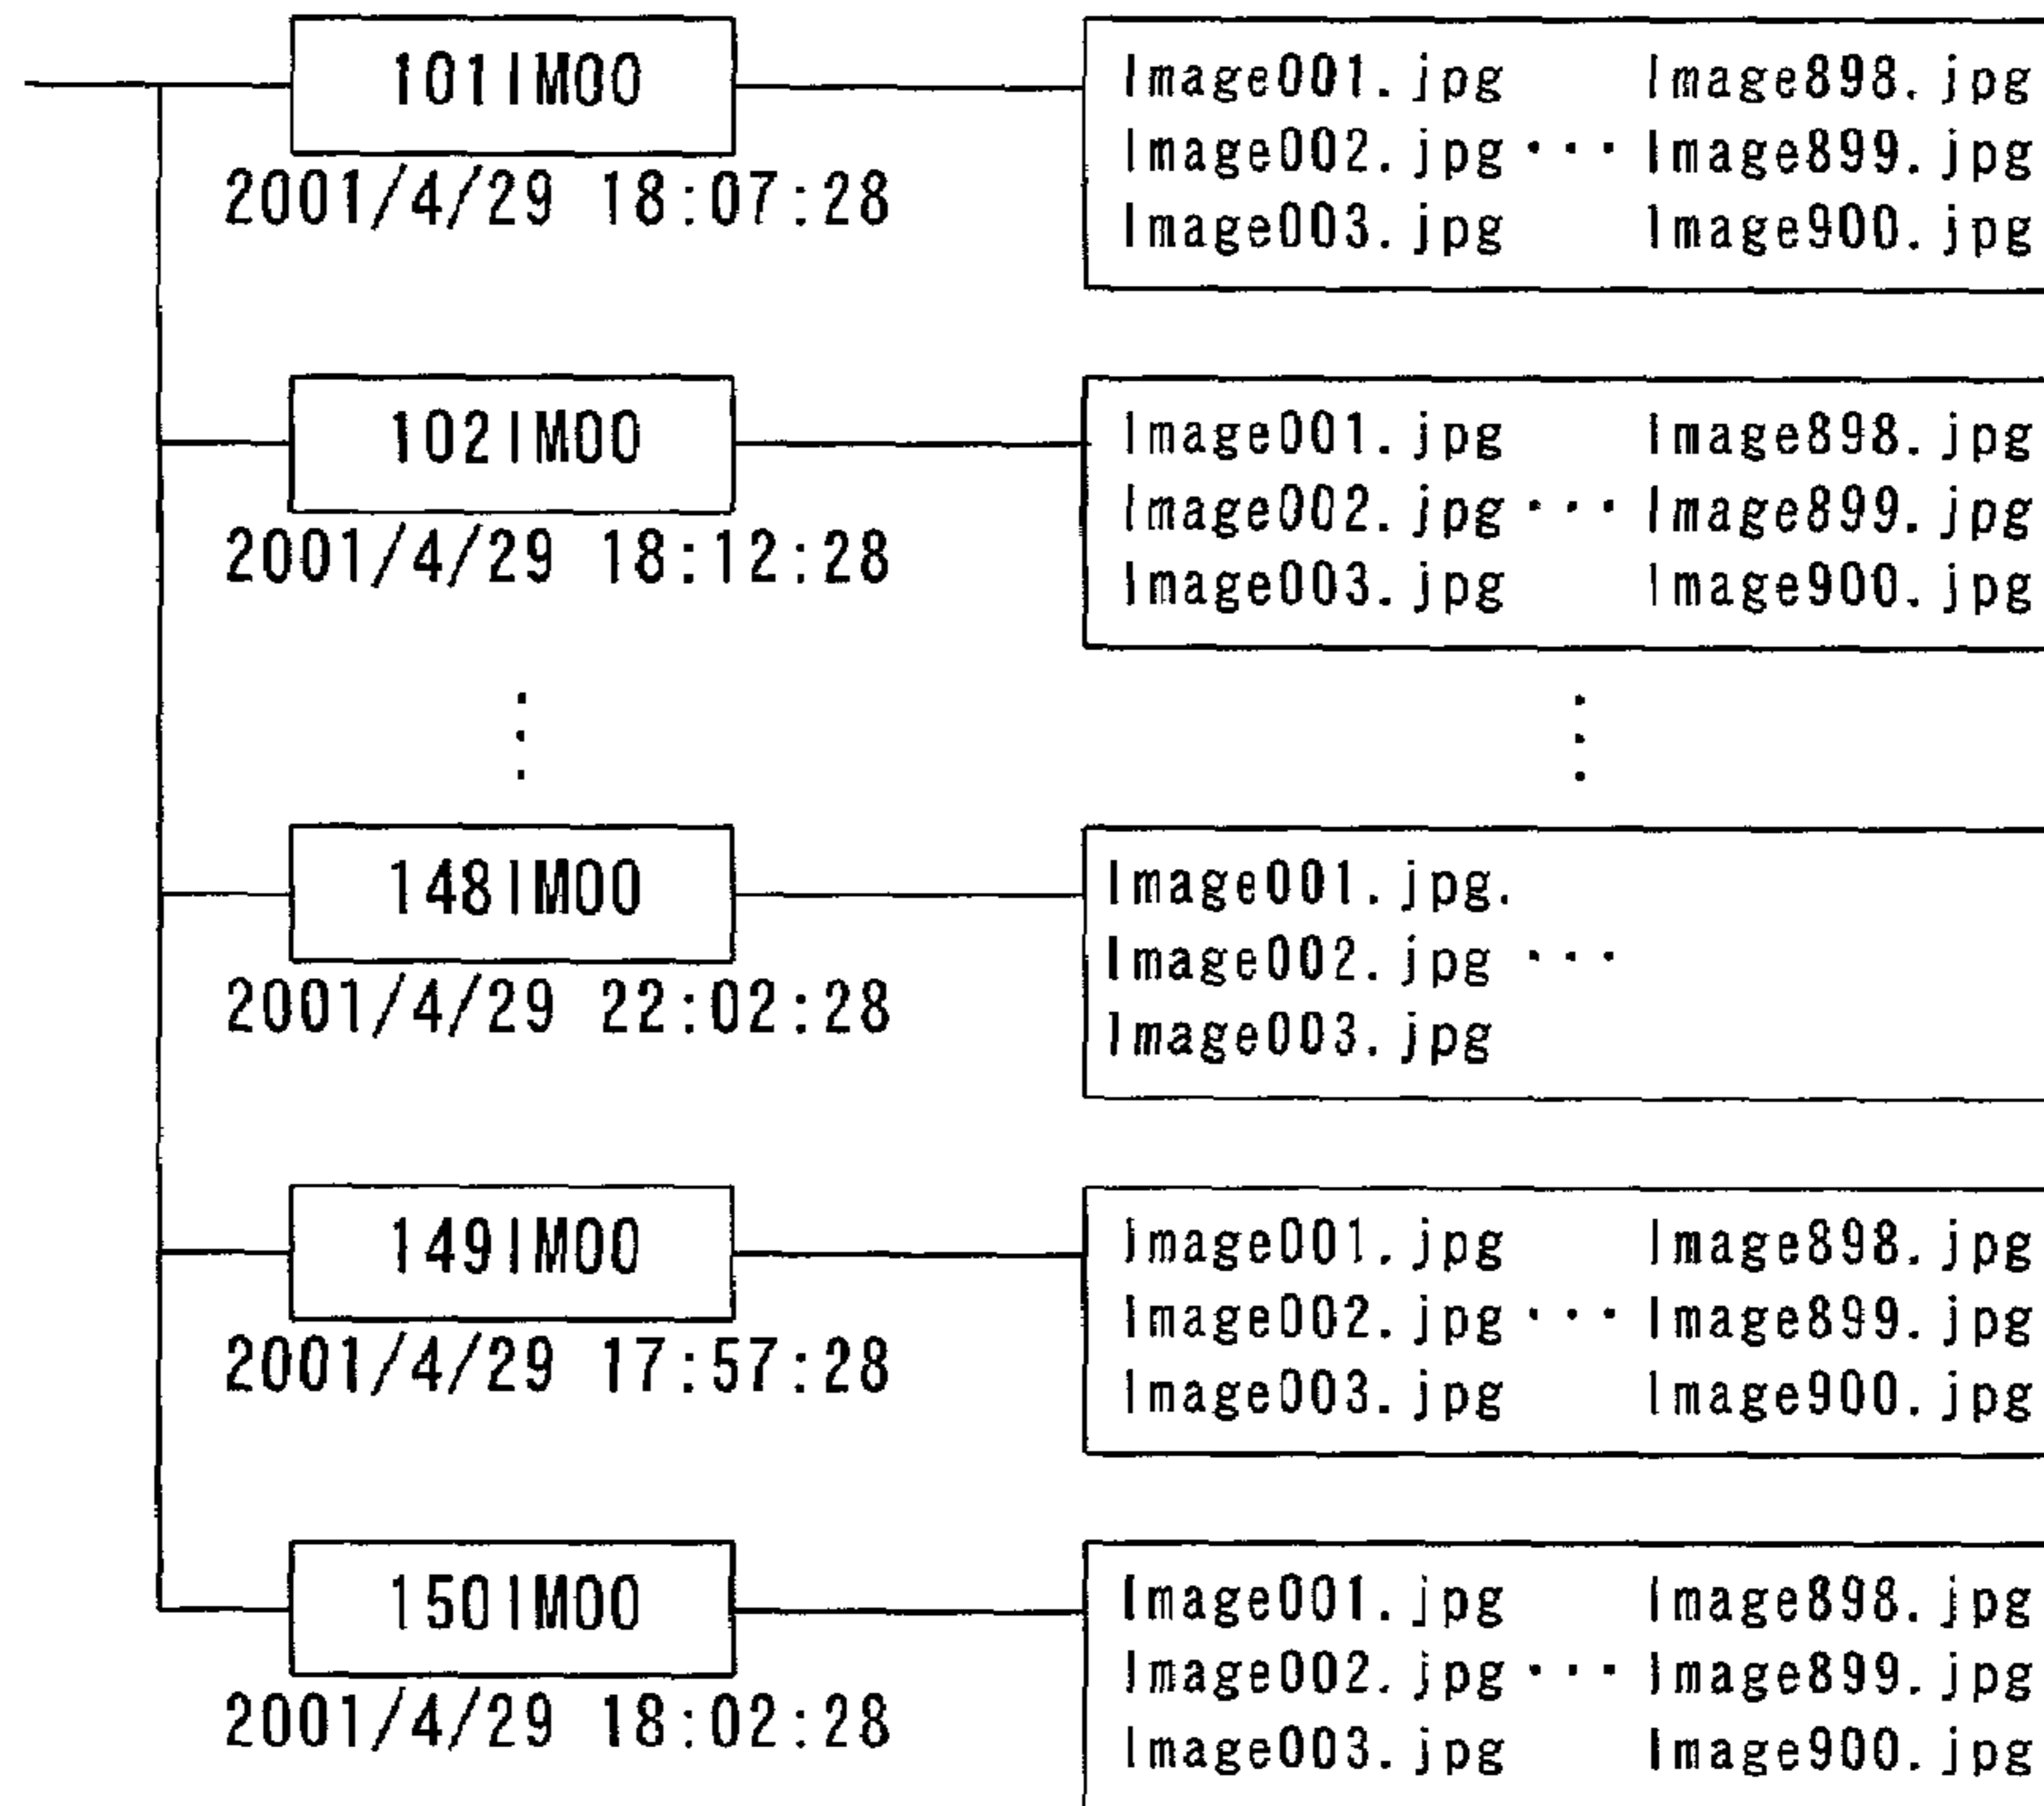 101IM00
2001/4/29 18:07:28
Image001.jpg Image898.jpg
Image002.jpg ··· Image899.jpg
Image003.jpg Image900.jpg
102IM00
2001/4/29 18:12:28
Image001.jpg Image898.jpg
Image002.jpg ··· Image899.jpg
Image003.jpg Image900.jpg
148IM00
2001/4/29 22:02:28
Image001.jpg.
Image002.jpg ···
Image003.jpg
149IM00
2001/4/29 17:57:28
Image001.jpg Image898.jpg
Image002.jpg ··· Image899.jpg
Image003.jpg Image900.jpg
150IM00
2001/4/29 18:02:28
Image001.jpg Image898.jpg
Image002.jpg ··· Image899.jpg
Image003.jpg Image900.jpg